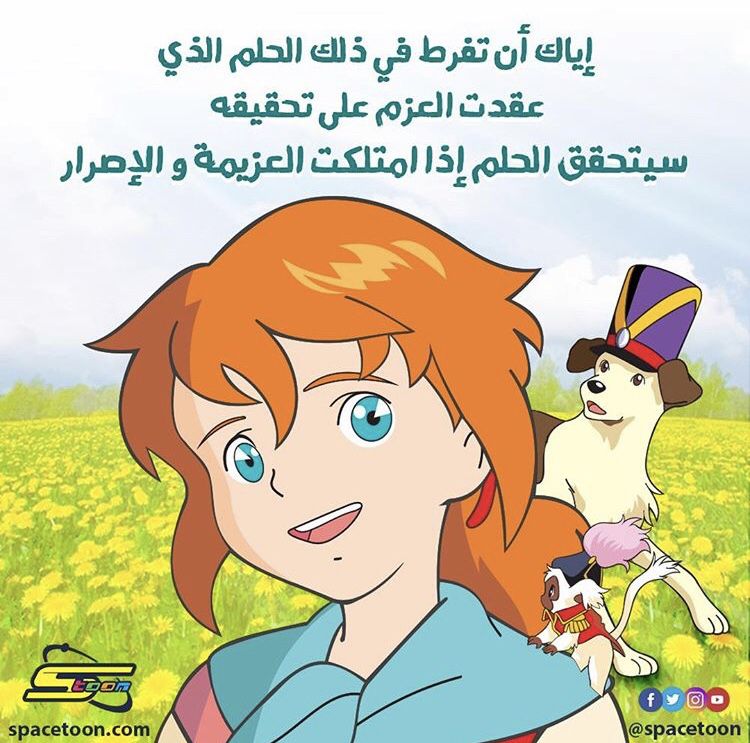 إياك أن تفرط في ذلك الحلم الذي
عقدت العزم على تحقيقه
سيتحقق الحلم إذا امتلكت العزيمة و الإصرار
Stoon
spacetoon.com
@spacetoon